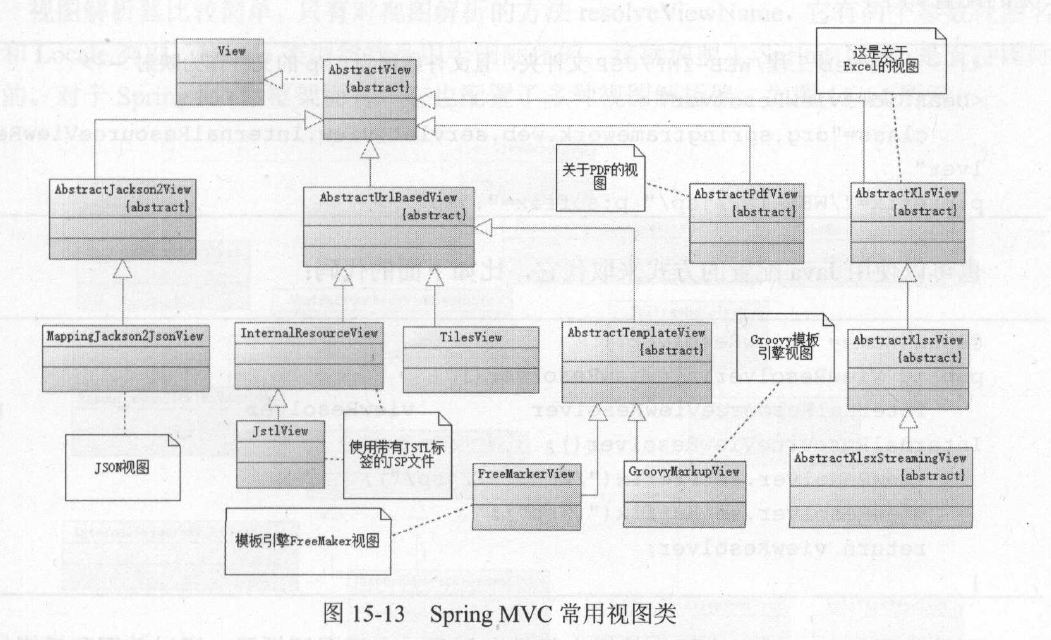 View
AbstractView
{abstract}
这是关于
Excel的视图
关于PDF的视
图
AbstractJackson2View
{abstract}
AbstractUrlBasedView
{abstract}
AbstractPdfView
{abstract}
AbstractXlsView
{abstract}
MappingJackson2JsonView
InternalResourceView
TilesView
AbstractTemplateView
{abstract}
Groovy模板
引擎视图
AbstractXlsxView
{abstract}
JSON视图
JstlView
使用带有JSTL标
签的JSP文件
FreeMarkerView
GroovyMarkupView
AbstractXlsxStreamingView
{abstract}
模板引擎FreeMaker视图
图 15-13 Spring MVC 常用视图类